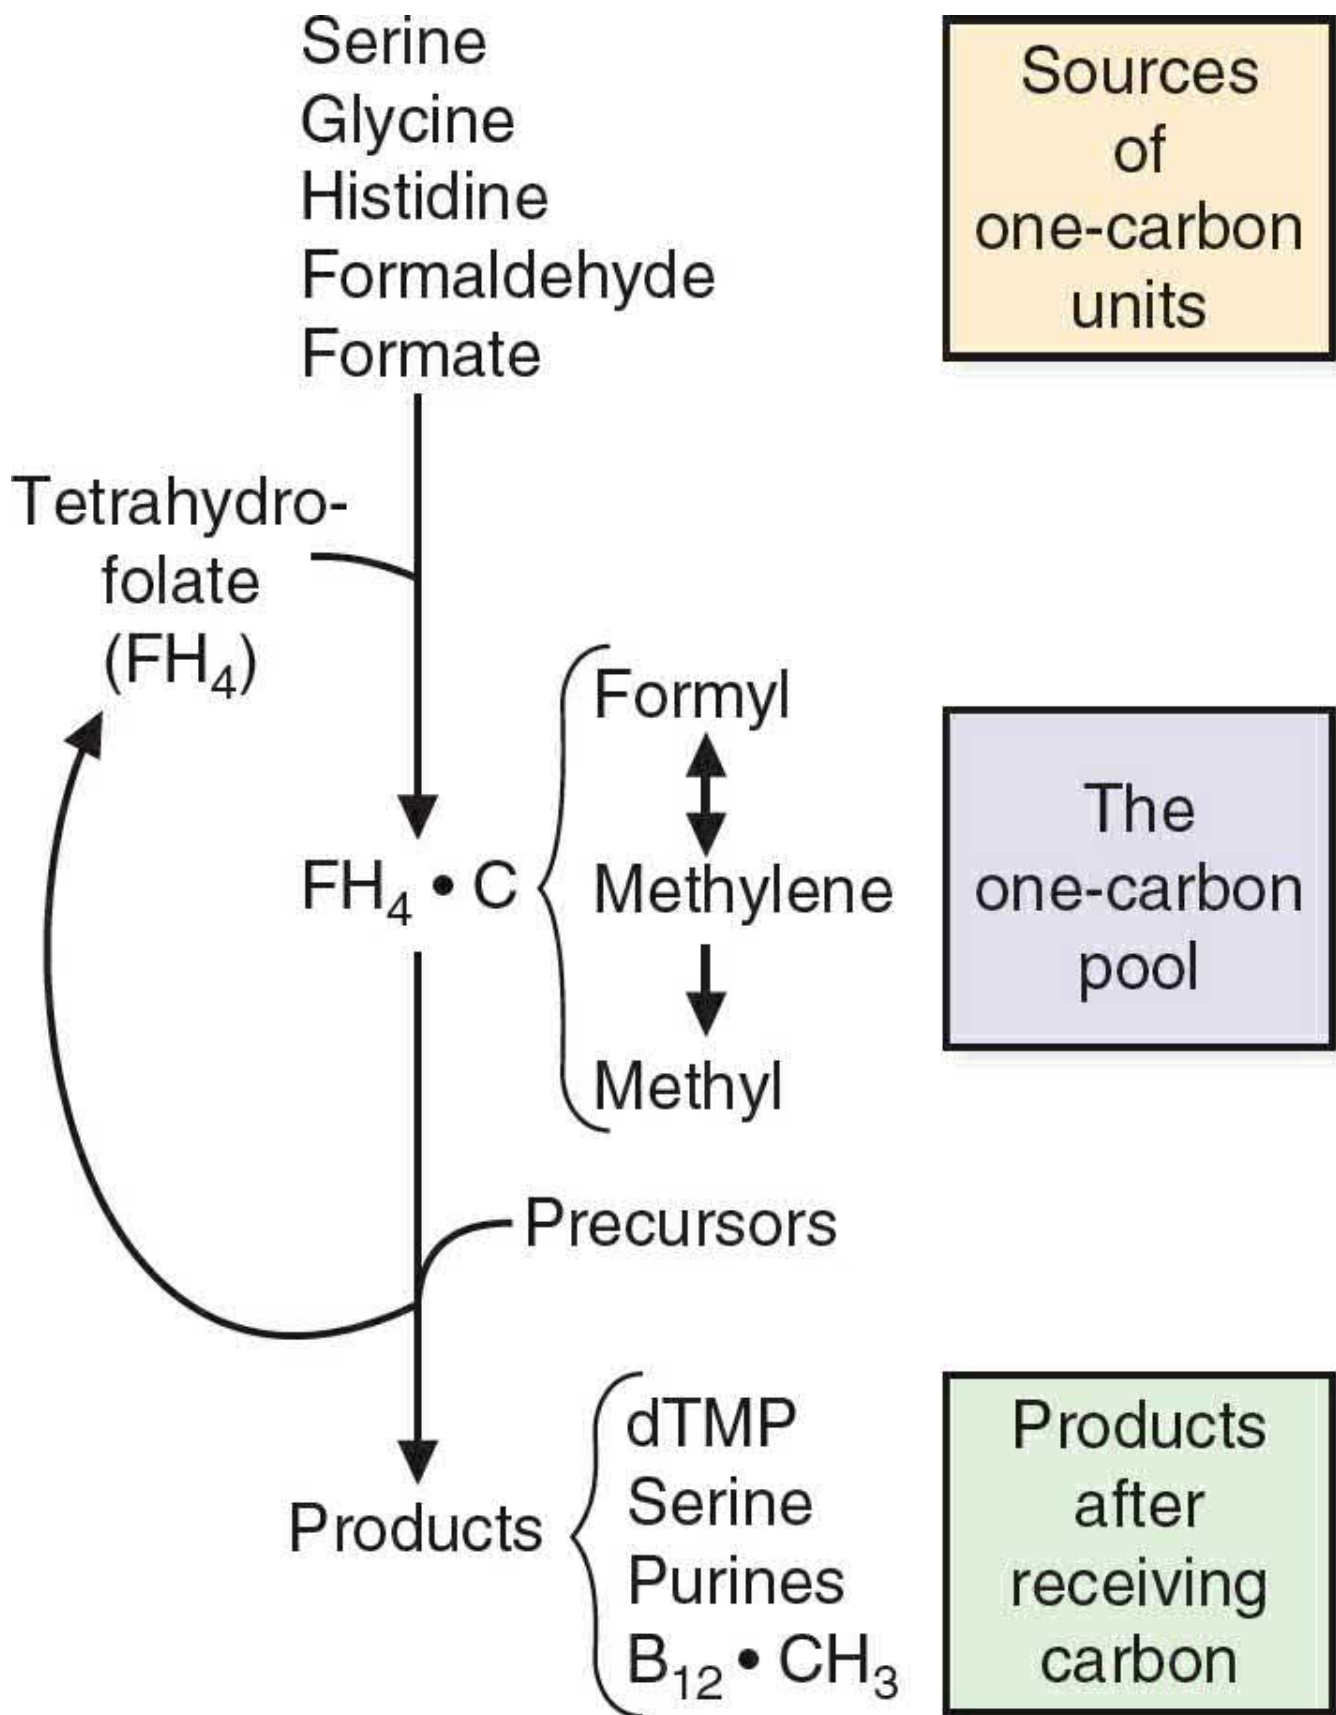 Serine
Glycine
Histidine
Formaldehyde
Formate
Sources
of
one-carbon
units
Tetrahydro-
folate
(FH₄)
FH₄ • C
Formyl
Methylene
Methyl
The
one-carbon
pool
Precursors
Products
dTMP
Serine
Purines
B₁₂ • CH₃
Products
after
receiving
carbon